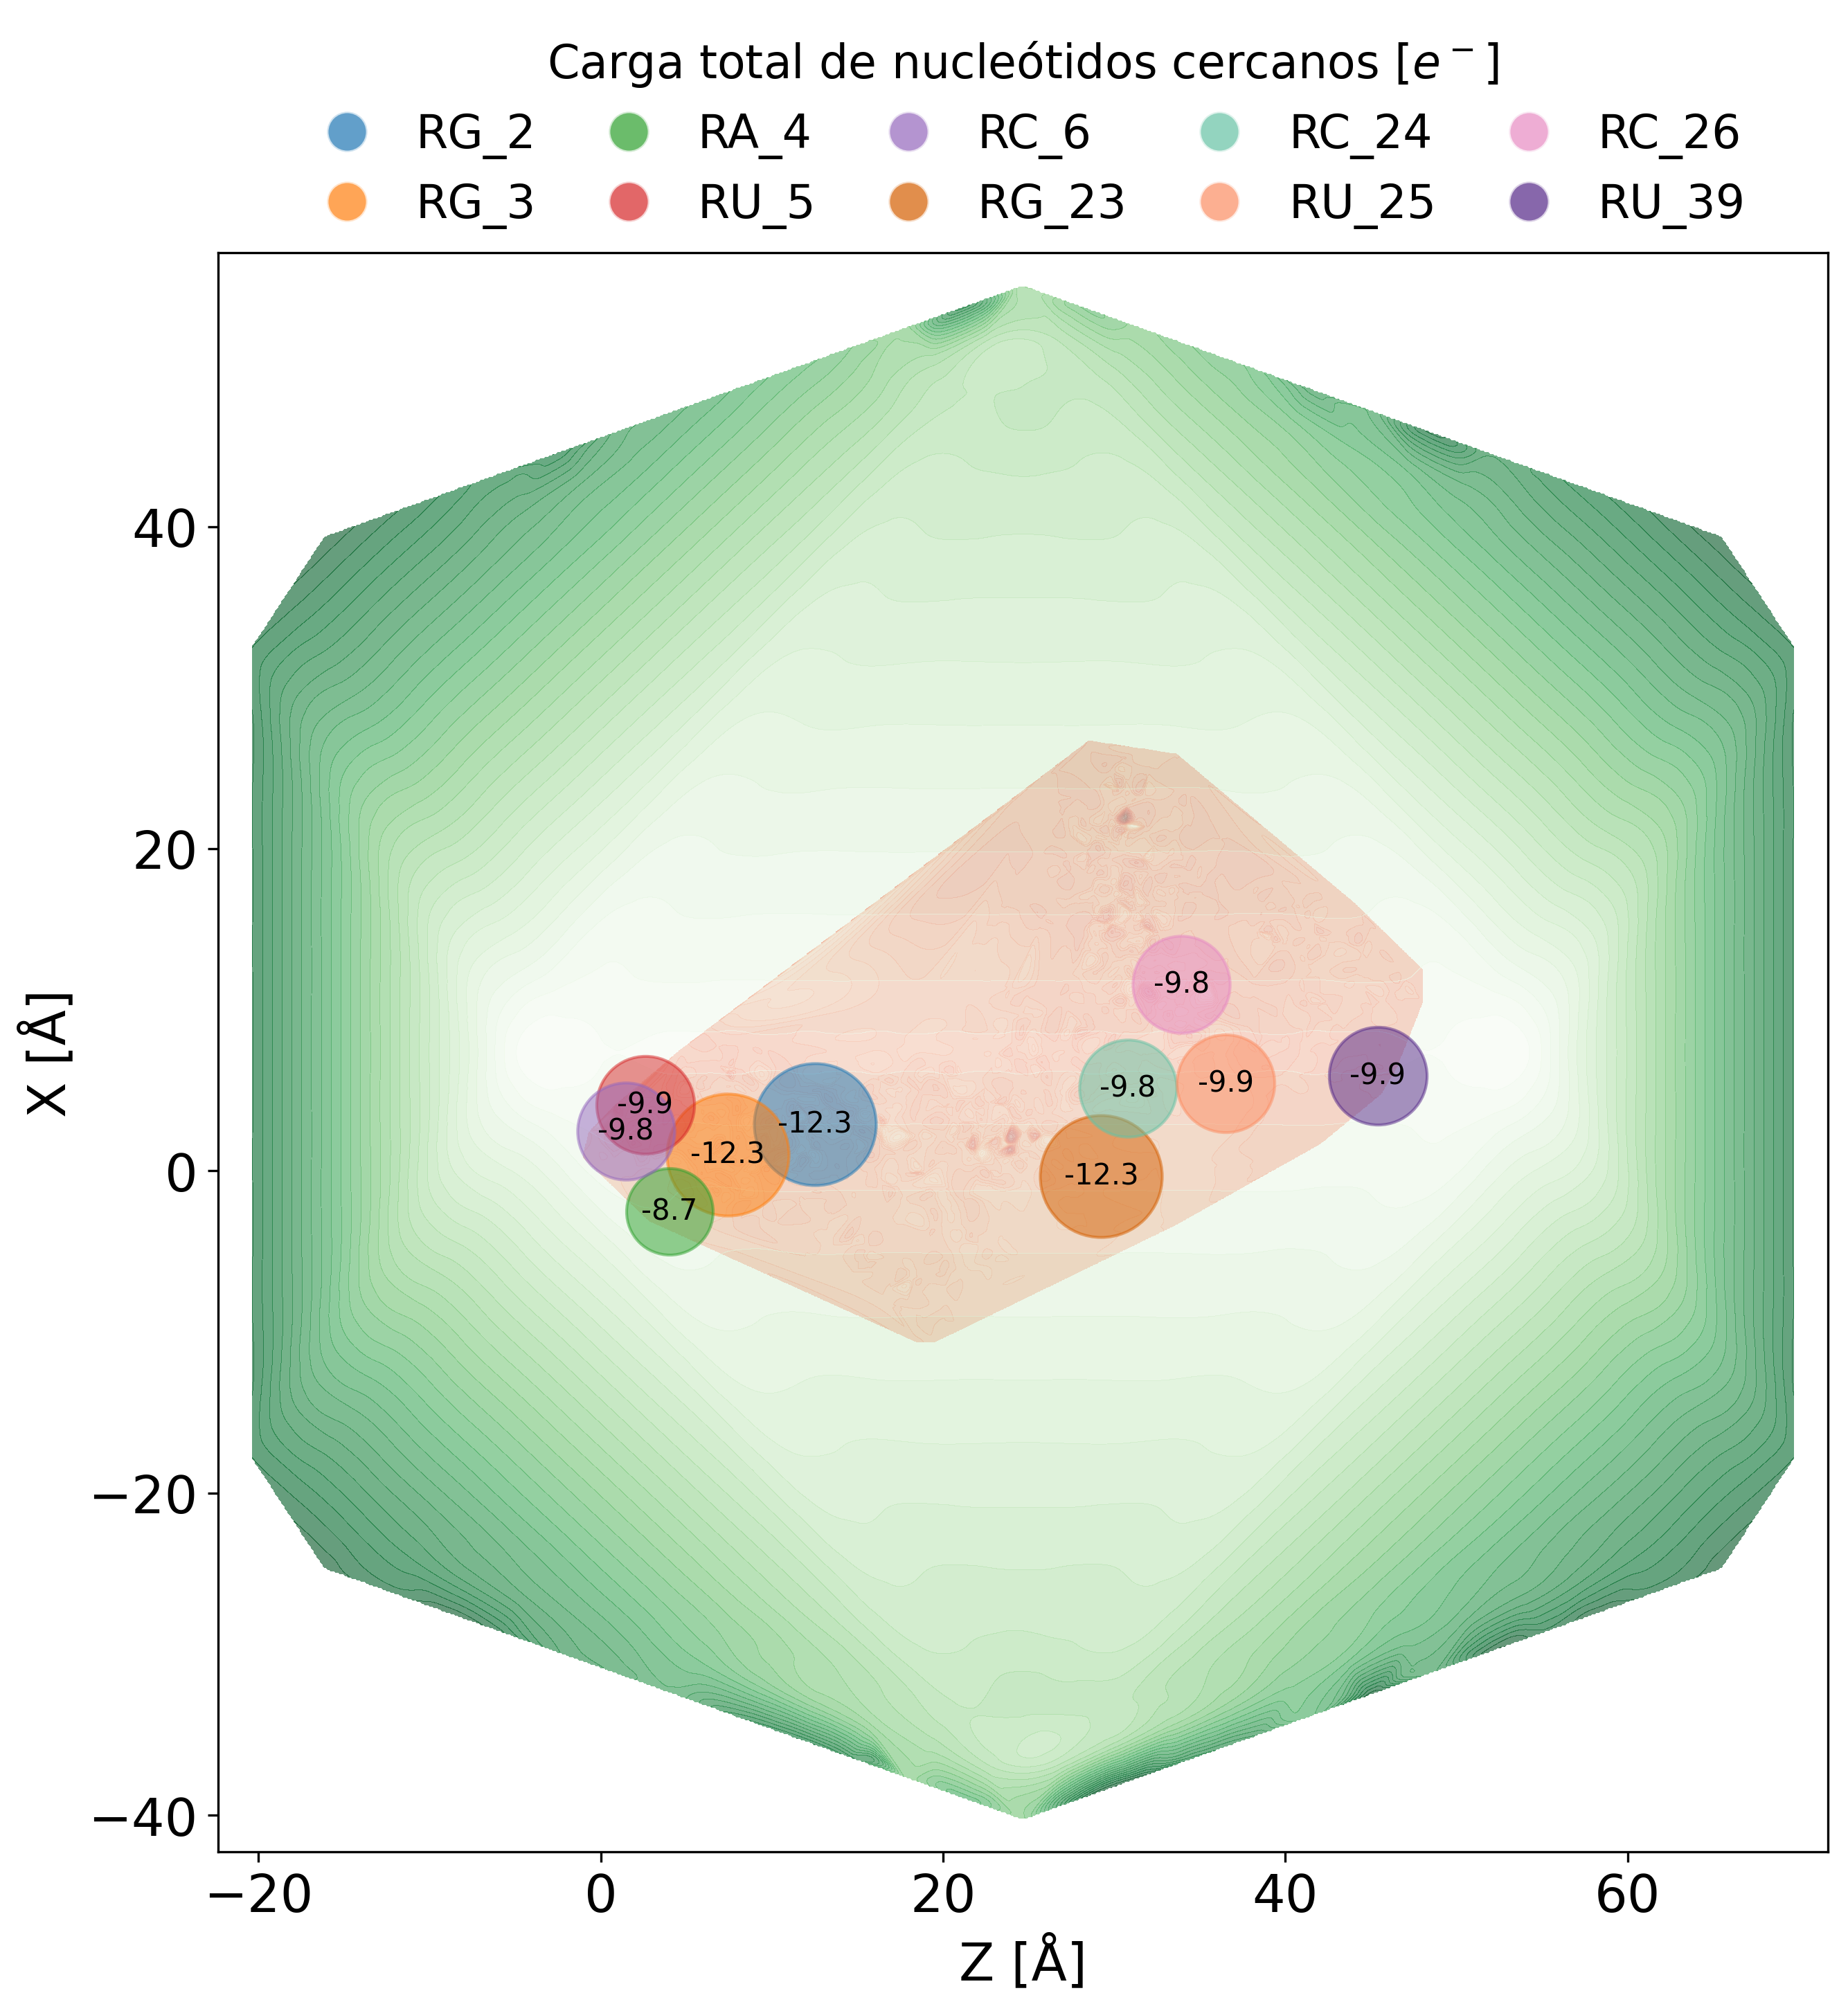 Carga total de nucleótidos cercanos [e⁻]
RG_2 RA_4 RC_6 RC_24 RC_26
RG_3 RU_5 RG_23 RU_25 RU_39
X [Å]
40
20
0
−20
−40
-9.8
-9.9
-9.8
-9.9
-9.9
-9.8
-12.3
-12.3
-12.3
-8.7
−20 0 20 40 60
Z [Å]